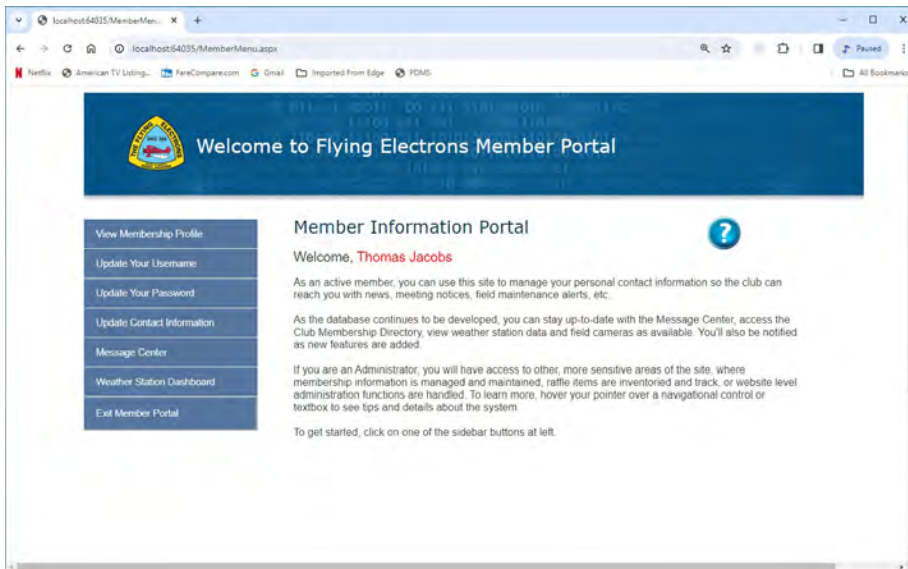 localhost:64035/MemberMen...
localhost:64035/MemberMenu.aspx
Paused
Netflix
American TV Listing...
FareCompare.com
Gmail
Imported From Edge
PDMS
All Bookmarks
THE FLYING ELECTRONS
Welcome to Flying Electrons Member Portal
View Membership Profile
Update Your Username
Update Your Password
Update Contact Information
Message Center
Weather Station Dashboard
Exit Member Portal
Member Information Portal
?
Welcome, Thomas Jacobs
As an active member, you can use this site to manage your personal contact information so the club can
reach you with news, meeting notices, field maintenance alerts, etc.
As the database continues to be developed, you can stay up-to-date with the Message Center, access the
Club Membership Directory, view weather station data and field cameras as available. You'll also be notified
as new features are added.
If you are an Administrator, you will have access to other, more sensitive areas of the site, where
membership information is managed and maintained, raffle items are inventoried and track, or website level
administration functions are handled. To learn more, hover your pointer over a navigational control or
textbox to see tips and details about the system.
To get started, click on one of the sidebar buttons at left.